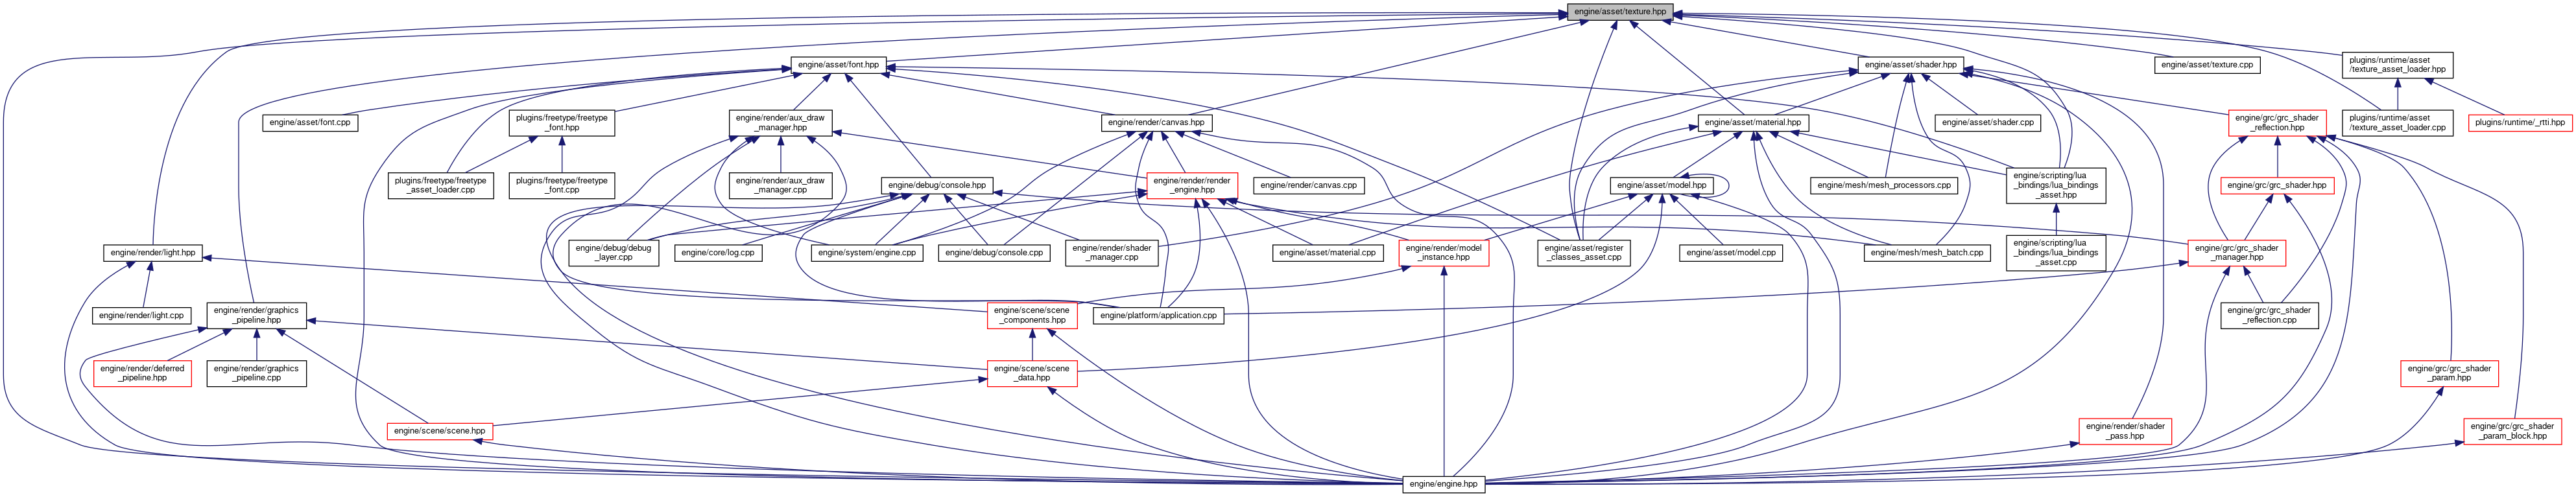 engine/asset/texture.hpp
engine/asset/font.hpp
engine/asset/shader.hpp
engine/asset/texture.cpp
plugins/runtime/asset
/texture_asset_loader.hpp
engine/asset/font.cpp
plugins/freetype/freetype
_font.hpp
engine/render/aux_draw
_manager.hpp
engine/render/canvas.hpp
engine/asset/material.hpp
engine/asset/shader.cpp
engine/grc/grc_shader
_reflection.hpp
plugins/runtime/asset
/texture_asset_loader.cpp
plugins/runtime/_rtti.hpp
plugins/freetype/freetype
_asset_loader.cpp
plugins/freetype/freetype
_font.cpp
engine/render/aux_draw
_manager.cpp
engine/debug/console.hpp
engine/render/render
_engine.hpp
engine/render/canvas.cpp
engine/asset/model.hpp
engine/mesh/mesh_processors.cpp
engine/scripting/lua
_bindings/lua_bindings
_asset.hpp
engine/grc/grc_shader.hpp
engine/render/light.hpp
engine/debug/debug
_layer.cpp
engine/core/log.cpp
engine/system/engine.cpp
engine/debug/console.cpp
engine/render/shader
_manager.cpp
engine/render/model
_instance.hpp
engine/asset/material.cpp
engine/asset/register
_classes_asset.cpp
engine/asset/model.cpp
engine/mesh/mesh_batch.cpp
engine/scripting/lua
_bindings/lua_bindings
_asset.cpp
engine/grc/grc_shader
_manager.hpp
engine/render/light.cpp
engine/render/graphics
_pipeline.hpp
engine/scene/scene
_components.hpp
engine/platform/application.cpp
engine/grc/grc_shader
_reflection.cpp
engine/render/deferred
_pipeline.hpp
engine/render/graphics
_pipeline.cpp
engine/scene/scene
_data.hpp
engine/grc/grc_shader
_param.hpp
engine/scene/scene.hpp
engine/render/shader
_pass.hpp
engine/grc/grc_shader
_param_block.hpp
engine/engine.hpp